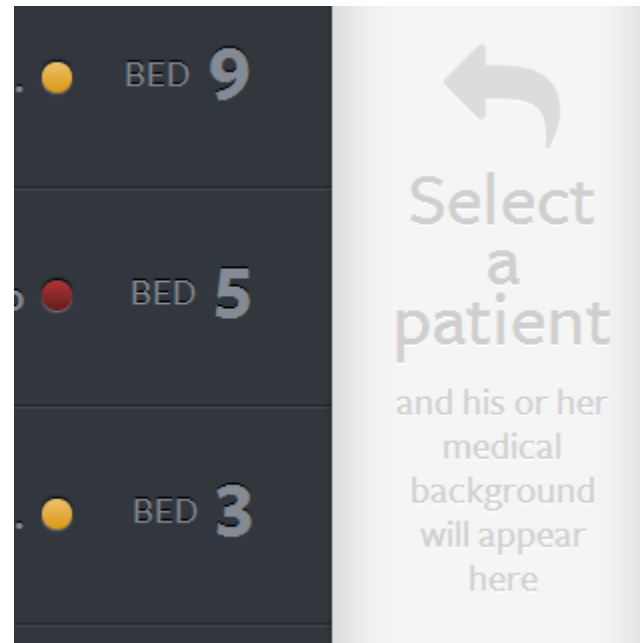 BED 9
BED 5
BED 3
Select
a
patient
and his or her
medical
background
will appear
here